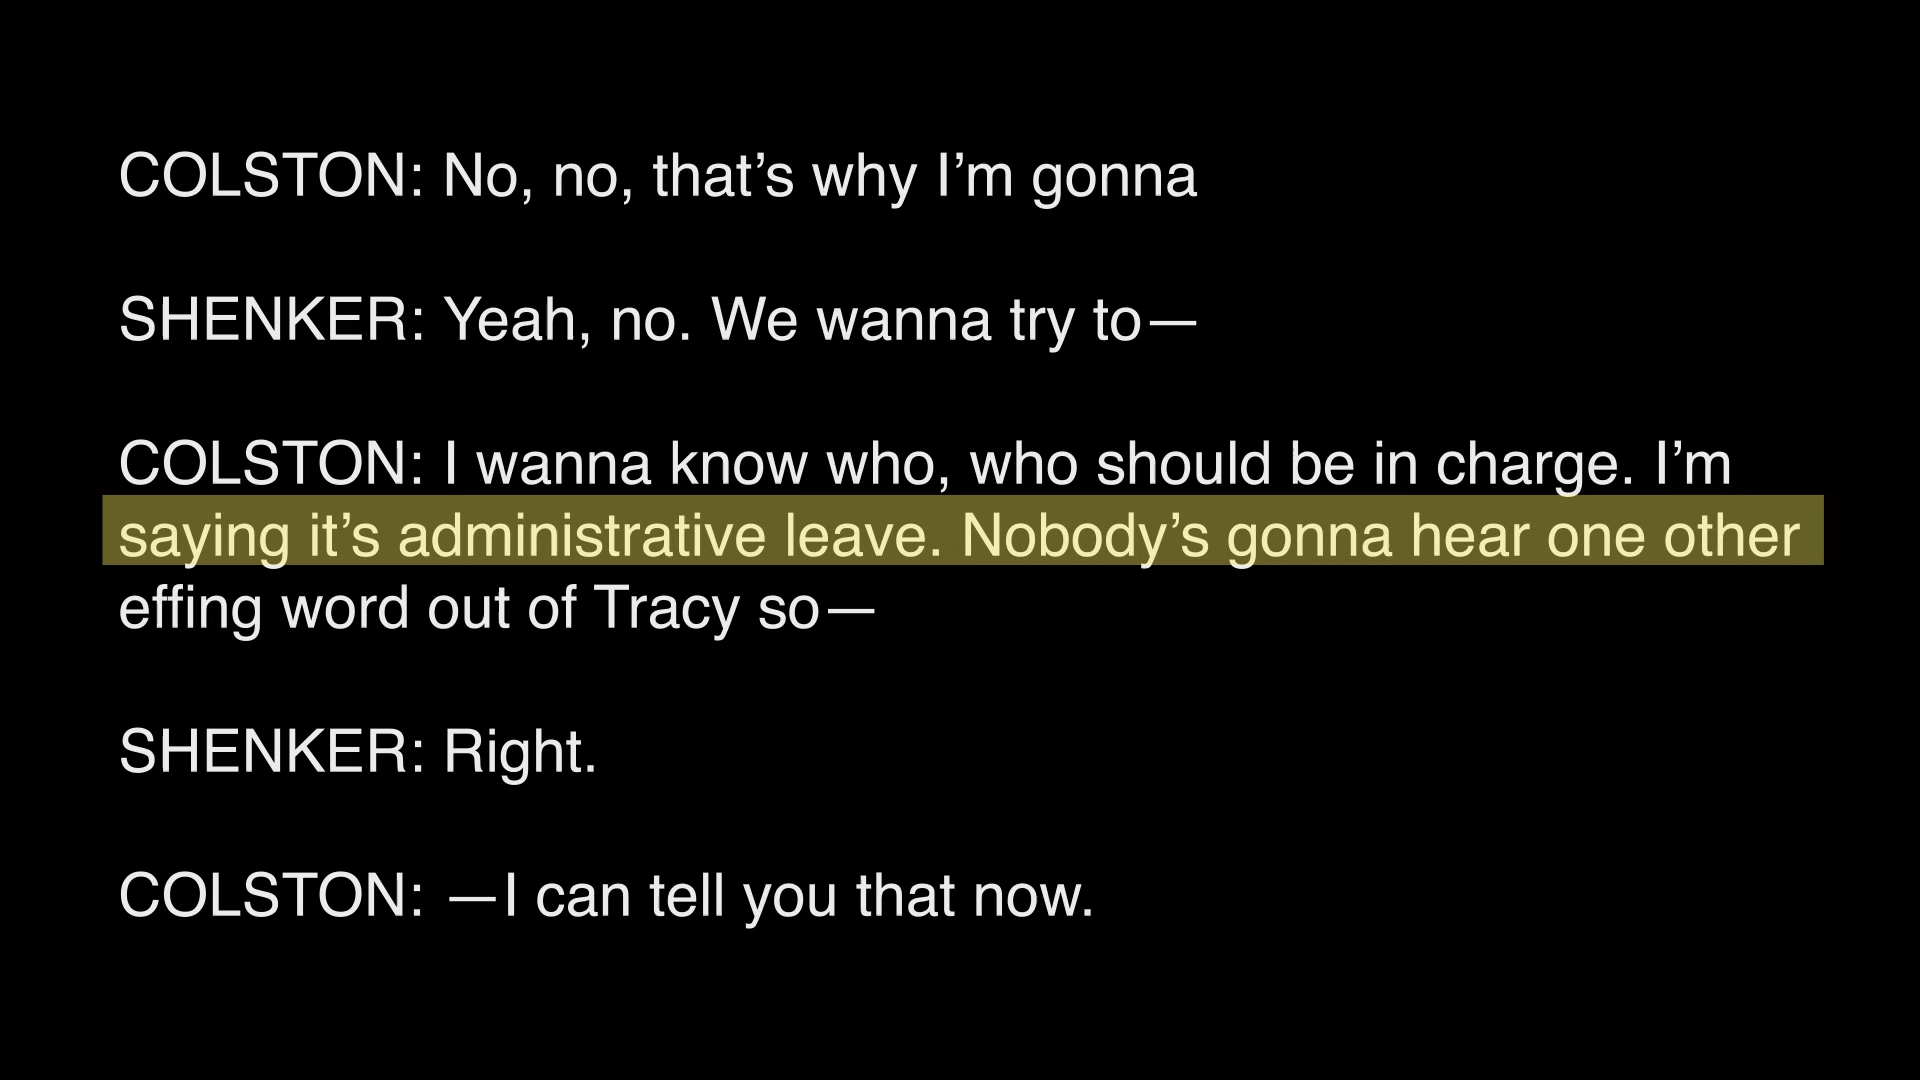 COLSTON: No, no, that’s why I’m gonna
SHENKER: Yeah, no. We wanna try to—
COLSTON: I wanna know who, who should be in charge. I’m
saying it’s administrative leave. Nobody’s gonna hear one other
effing word out of Tracy so—
SHENKER: Right.
COLSTON: —I can tell you that now.